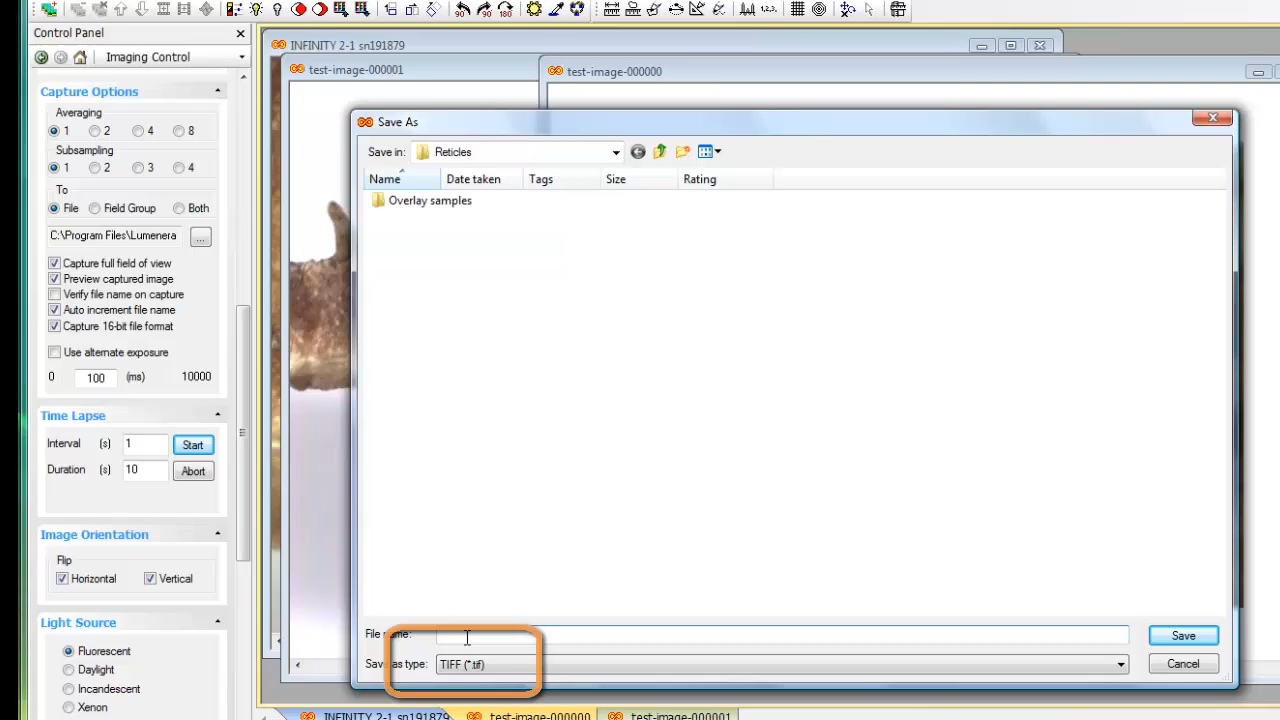 Control Panel
Imaging Control
Capture Options
Averaging
1 2 4 8
Subsampling
1 2 3 4
To
File Field Group Both
C:\Program Files\Lumenera ...
Capture full field of view
Preview captured image
Verify file name on capture
Auto increment file name
Capture 16-bit file format
Use alternate exposure
0 100 (ms) 10000
Time Lapse
Interval (s) 1 Start
Duration (s) 10 Abort
Image Orientation
Flip
Horizontal Vertical
Light Source
Fluorescent
Daylight
Incandescent
Xenon
INFINITY 2-1 sn191879
test-image-000001
test-image-000000
Save As
Save in: Reticles
Name Date taken Tags Size Rating
Overlay samples
File name:
Save
Save as type: TIFF (*.tif)
Cancel
INFINITY 2-1 sn191879 test-image-000000 test-image-000001